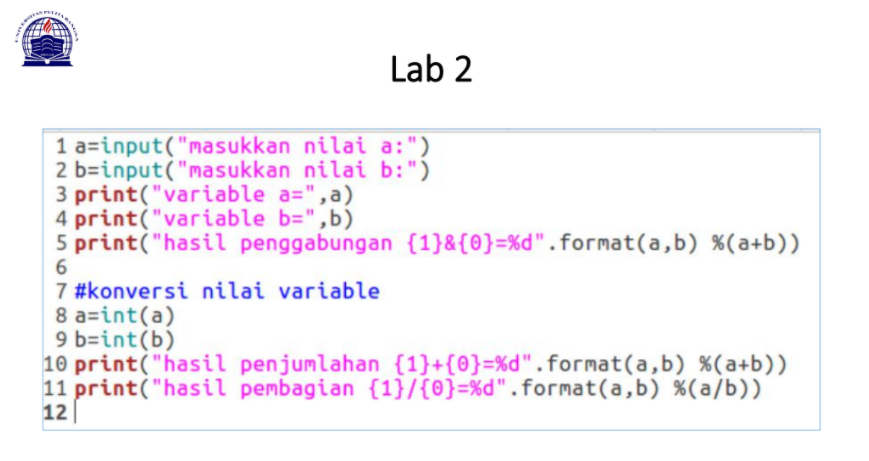 UNIVERSITAS PELITA BANGSA
Lab 2
1 a=input("masukkan nilai a:")
2 b=input("masukkan nilai b:")
3 print("variable a=",a)
4 print("variable b=",b)
5 print("hasil penggabungan {1}&{0}=%d".format(a,b) %(a+b))
6
7 #konversi nilai variable
8 a=int(a)
9 b=int(b)
10 print("hasil penjumlahan {1}+{0}=%d".format(a,b) %(a+b))
11 print("hasil pembagian {1}/{0}=%d".format(a,b) %(a/b))
12